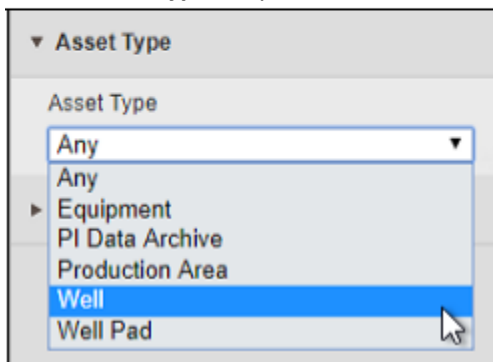 Asset Type
Asset Type
Any
Any
Equipment
PI Data Archive
Production Area
Well
Well Pad